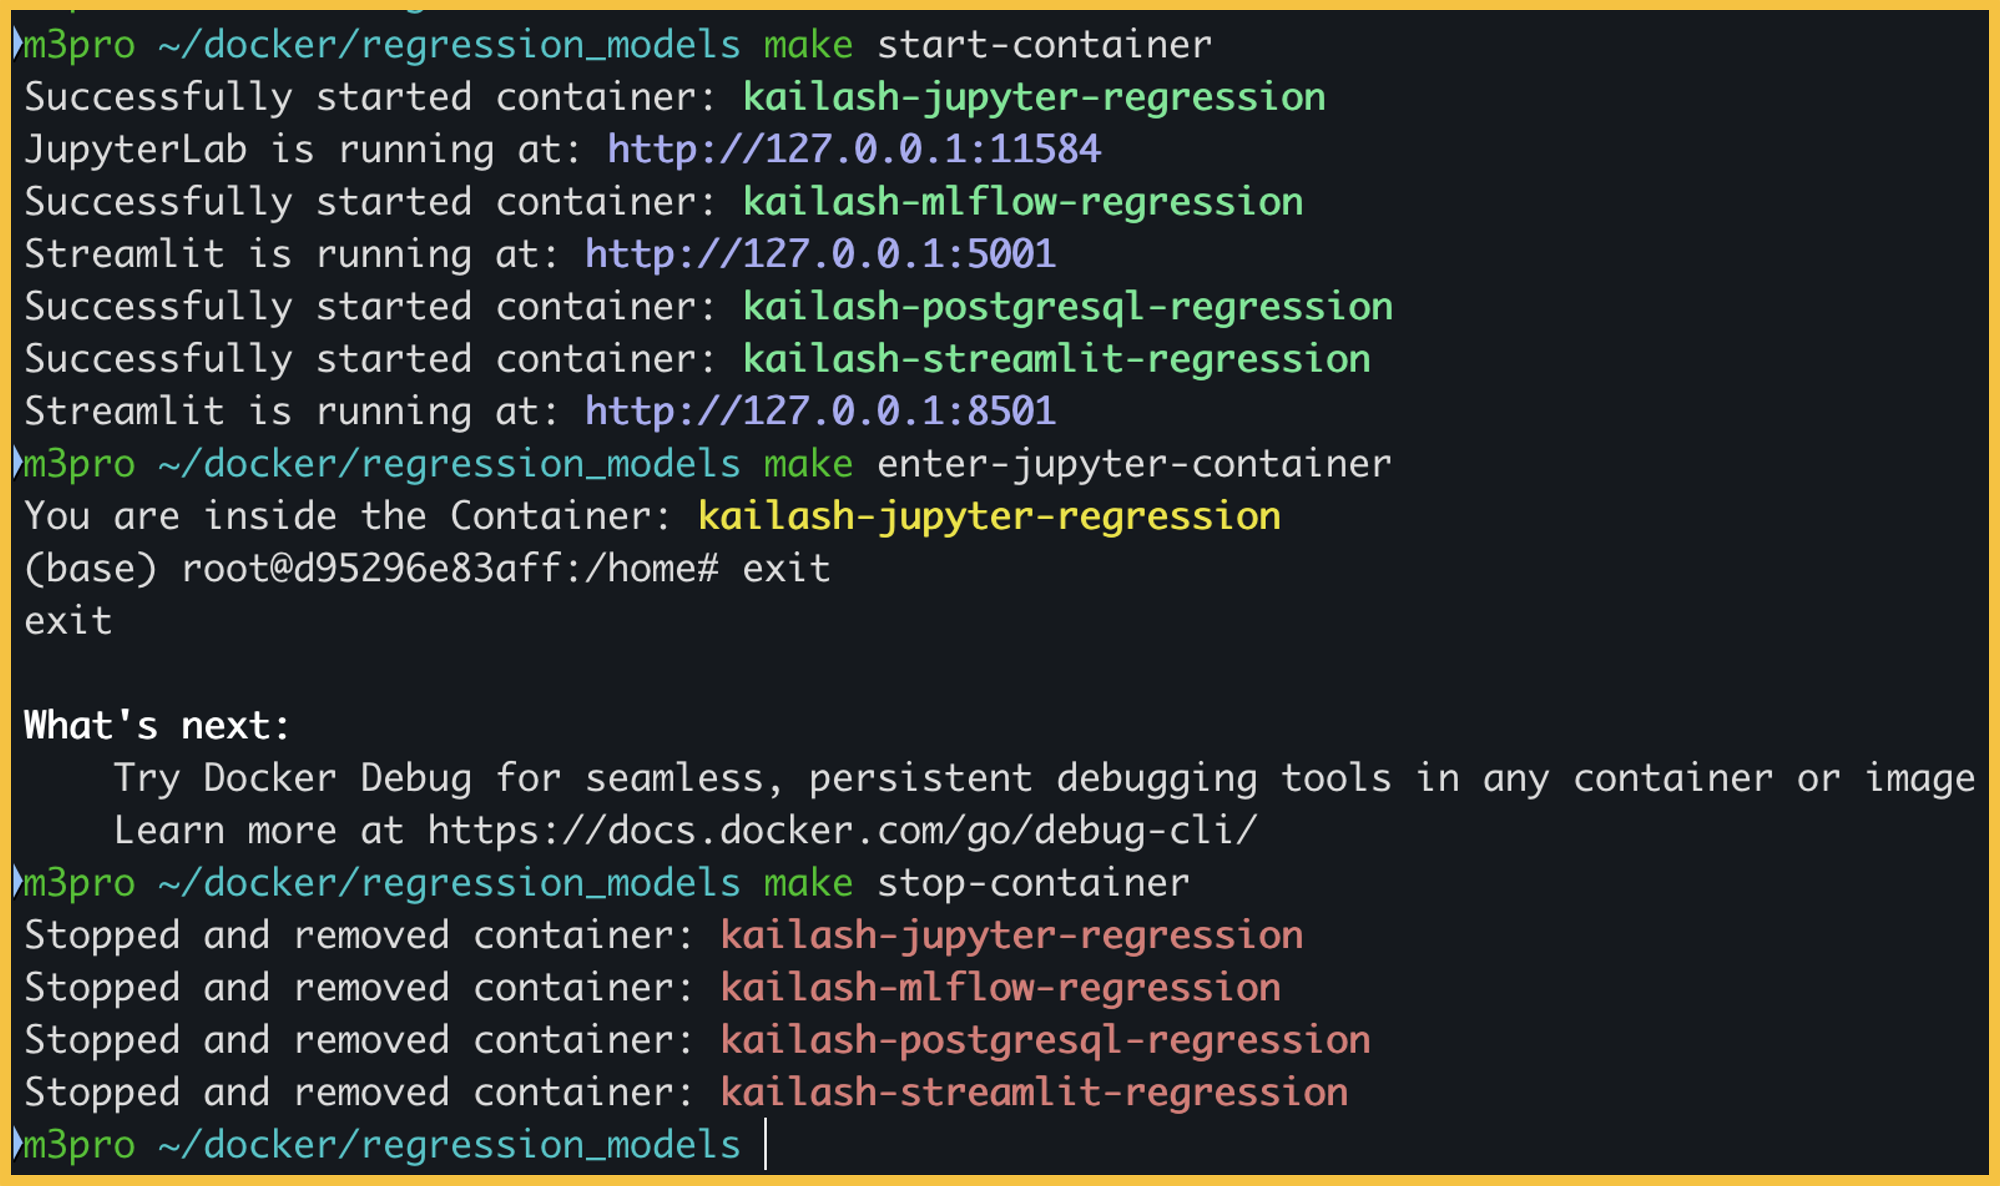 m3pro ~/docker/regression_models make start-container
Successfully started container: kailash-jupyter-regression
JupyterLab is running at: http://127.0.0.1:11584
Successfully started container: kailash-mlflow-regression
Streamlit is running at: http://127.0.0.1:5001
Successfully started container: kailash-postgresql-regression
Successfully started container: kailash-streamlit-regression
Streamlit is running at: http://127.0.0.1:8501
m3pro ~/docker/regression_models make enter-jupyter-container
You are inside the Container: kailash-jupyter-regression
(base) root@d95296e83aff:/home# exit
exit
What's next:
Try Docker Debug for seamless, persistent debugging tools in any container or image
Learn more at https://docs.docker.com/go/debug-cli/
m3pro ~/docker/regression_models make stop-container
Stopped and removed container: kailash-jupyter-regression
Stopped and removed container: kailash-mlflow-regression
Stopped and removed container: kailash-postgresql-regression
Stopped and removed container: kailash-streamlit-regression
m3pro ~/docker/regression_models